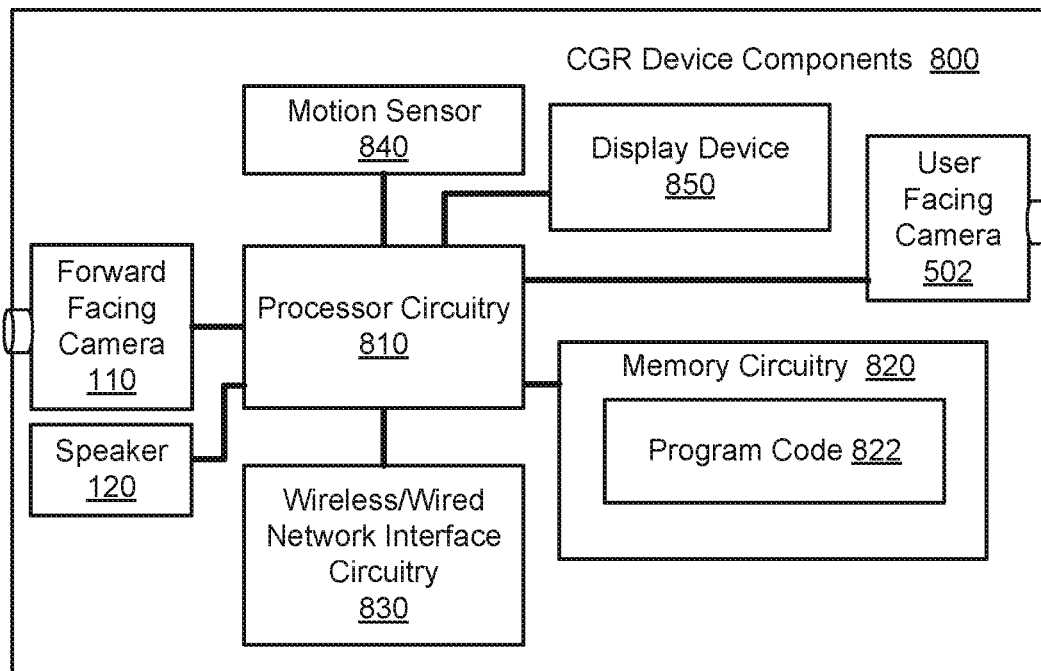 CGR Device Components 800
Motion Sensor
840
Display Device
850
User
Facing
Camera
502
Forward
Facing
Camera
110
Processor Circuitry
810
Memory Circuitry 820
Program Code 822
Speaker
120
Wireless/Wired
Network Interface
Circuitry
830